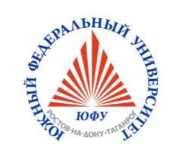 ЮЖНЫЙ ФЕДЕРАЛЬНЫЙ УНИВЕРСИТЕТ
ЮФУ
РОСТОВ-НА-ДОНУ-ТАГАНРОГ